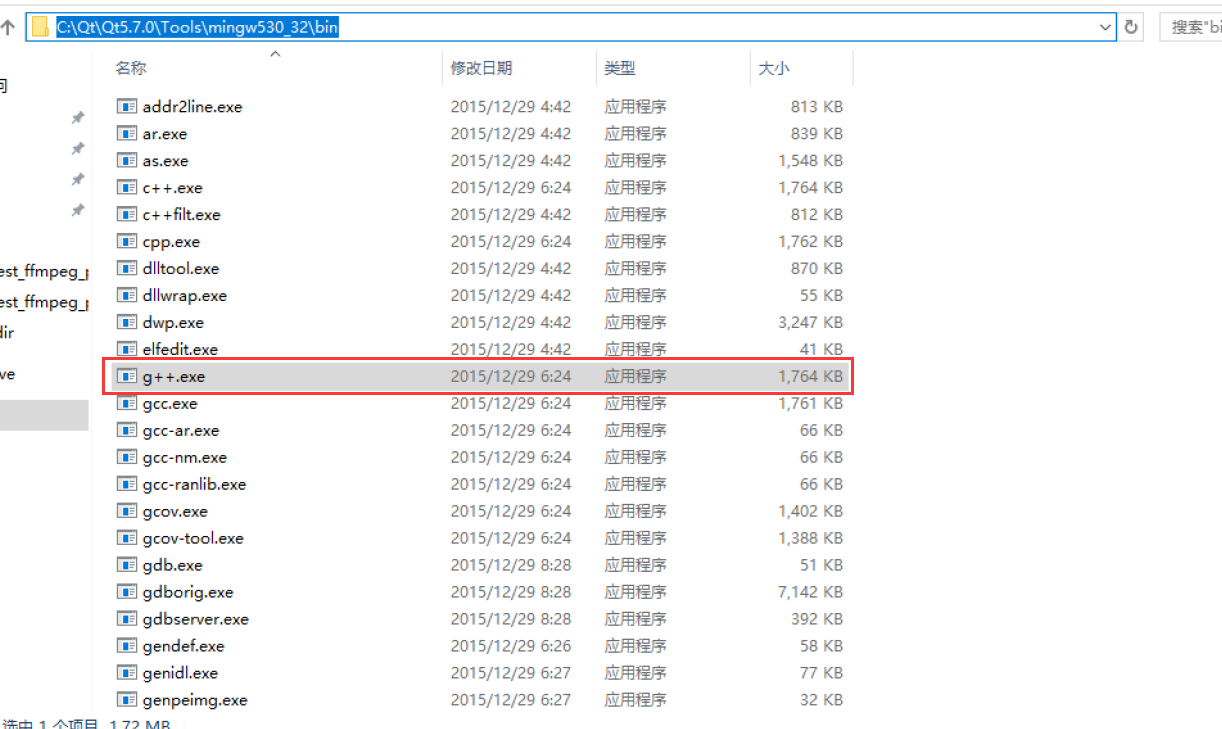 C:\Qt\Qt5.7.0\Tools\mingw530_32\bin
搜索"bi
名称 修改日期 类型 大小
addr2line.exe 2015/12/29 4:42 应用程序 813 KB
ar.exe 2015/12/29 4:42 应用程序 839 KB
as.exe 2015/12/29 4:42 应用程序 1,548 KB
c++.exe 2015/12/29 6:24 应用程序 1,764 KB
c++filt.exe 2015/12/29 4:42 应用程序 812 KB
cpp.exe 2015/12/29 6:24 应用程序 1,762 KB
dlltool.exe 2015/12/29 4:42 应用程序 870 KB
est_ffmpeg_p
dllwrap.exe 2015/12/29 4:42 应用程序 55 KB
est_ffmpeg_p
dwp.exe 2015/12/29 4:42 应用程序 3,247 KB
dir
elfedit.exe 2015/12/29 4:42 应用程序 41 KB
ve
g++.exe 2015/12/29 6:24 应用程序 1,764 KB
gcc.exe 2015/12/29 6:24 应用程序 1,761 KB
gcc-ar.exe 2015/12/29 6:24 应用程序 66 KB
gcc-nm.exe 2015/12/29 6:24 应用程序 66 KB
gcc-ranlib.exe 2015/12/29 6:24 应用程序 66 KB
gcov.exe 2015/12/29 6:24 应用程序 1,402 KB
gcov-tool.exe 2015/12/29 6:24 应用程序 1,388 KB
gdb.exe 2015/12/29 8:28 应用程序 51 KB
gdborig.exe 2015/12/29 8:28 应用程序 7,142 KB
gdbserver.exe 2015/12/29 8:28 应用程序 392 KB
gendef.exe 2015/12/29 6:26 应用程序 58 KB
genidl.exe 2015/12/29 6:27 应用程序 77 KB
genpeimg.exe 2015/12/29 6:27 应用程序 32 KB
选中 1 个项目 1.72 MB